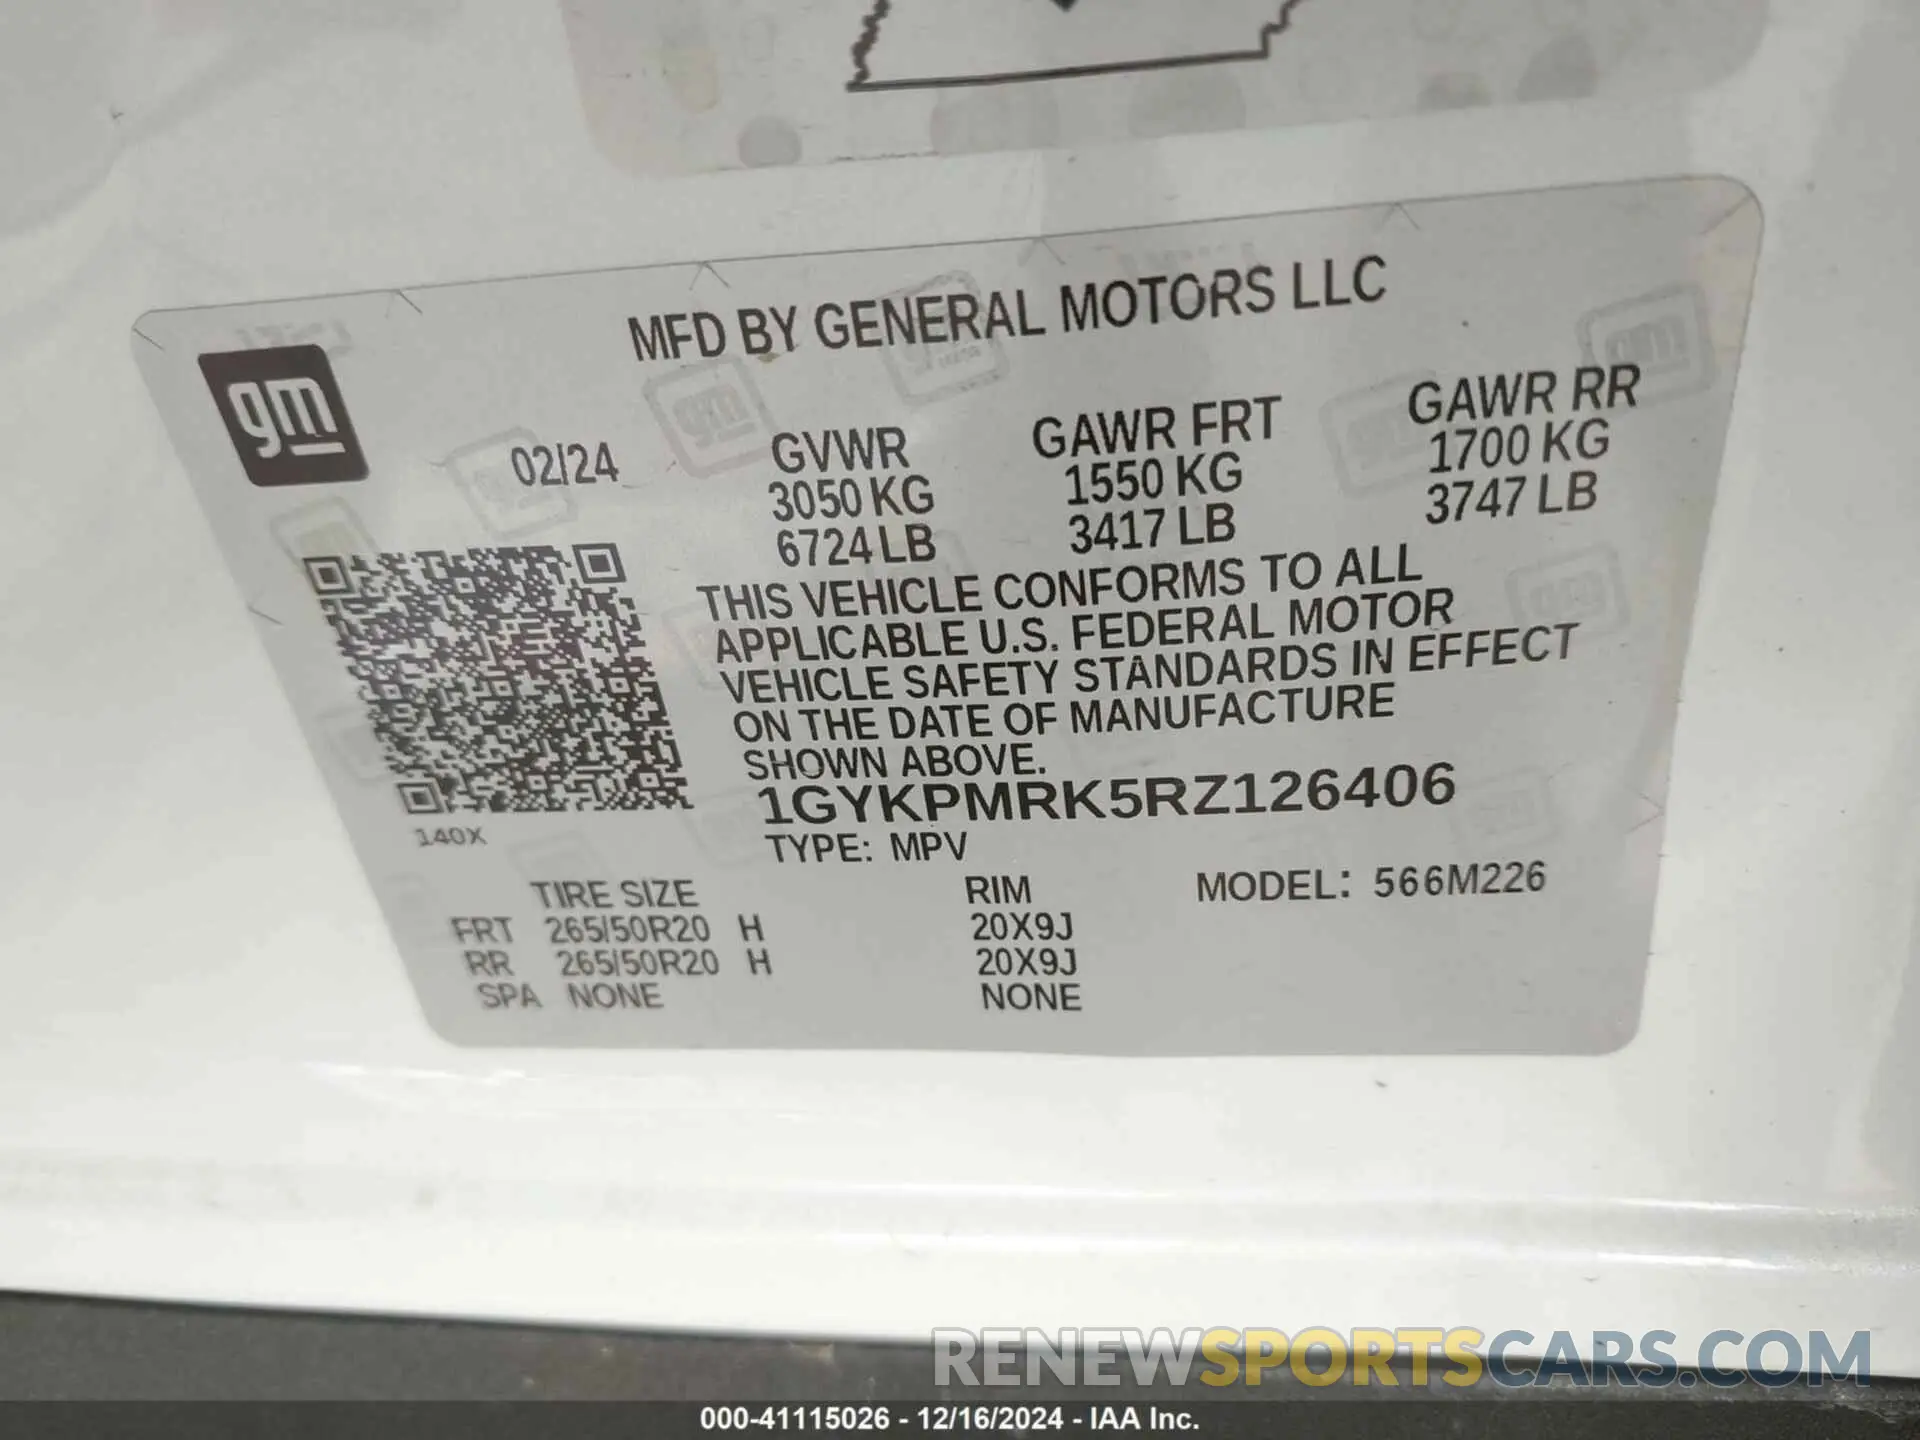 MFD BY GENERAL MOTORS LLC
gm
02/24 GVWR GAWR FRT GAWR RR
3050 KG 1550 KG 1700 KG
6724 LB 3417 LB 3747 LB
THIS VEHICLE CONFORMS TO ALL
APPLICABLE U.S. FEDERAL MOTOR
VEHICLE SAFETY STANDARDS IN EFFECT
ON THE DATE OF MANUFACTURE
SHOWN ABOVE.
1GYKPMRK5RZ126406
140X
TYPE: MPV
TIRE SIZE RIM MODEL: 566M226
FRT 265/50R20 H 20X9J
RR 265/50R20 H 20X9J
SPA NONE NONE
RENEWSPORTSCARS.COM
000-41115026 - 12/16/2024 - IAA Inc.